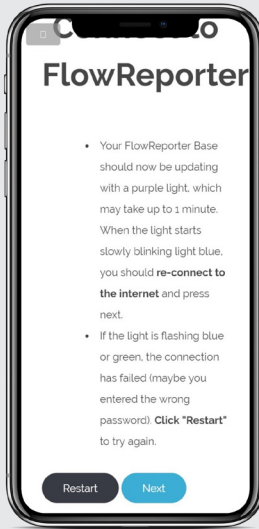 to
FlowReporter
• Your FlowReporter Base
should now be updating
with a purple light, which
may take up to 1 minute.
When the light starts
slowly blinking light blue,
you should re-connect to
the internet and press
next.
• If the light is flashing blue
or green, the connection
has failed (maybe you
entered the wrong
password). Click "Restart"
to try again.
Restart Next